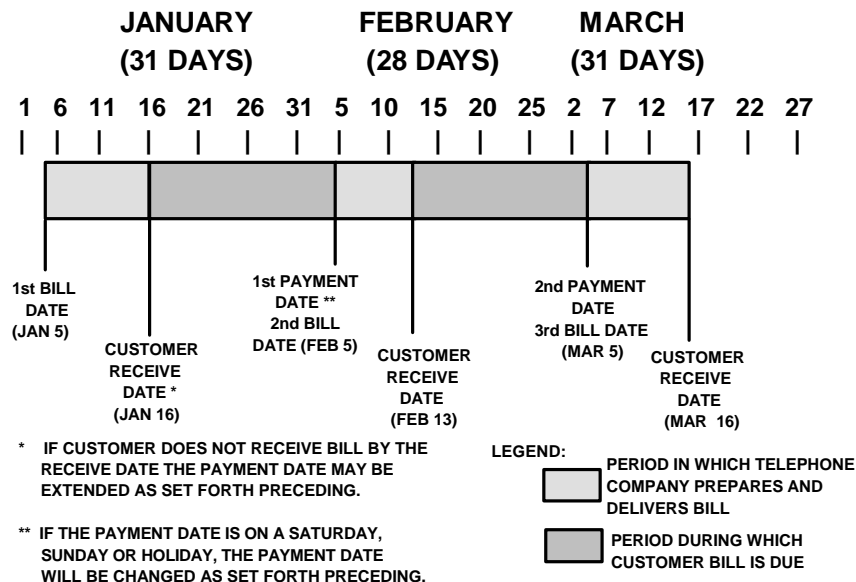 JANUARY FEBRUARY MARCH
(31 DAYS) (28 DAYS) (31 DAYS)
1 6 11 16 21 26 31 5 10 15 20 25 2 7 12 17 22 27
1st BILL
DATE
(JAN 5)
CUSTOMER
RECEIVE
DATE *
(JAN 16)
1st PAYMENT
DATE **
2nd BILL
DATE (FEB 5)
CUSTOMER
RECEIVE
DATE
(FEB 13)
2nd PAYMENT
DATE
3rd BILL DATE
(MAR 5)
CUSTOMER
RECEIVE
DATE
(MAR 16)
* IF CUSTOMER DOES NOT RECEIVE BILL BY THE
RECEIVE DATE THE PAYMENT DATE MAY BE
EXTENDED AS SET FORTH PRECEDING.
** IF THE PAYMENT DATE IS ON A SATURDAY,
SUNDAY OR HOLIDAY, THE PAYMENT DATE
WILL BE CHANGED AS SET FORTH PRECEDING.
LEGEND:
PERIOD IN WHICH TELEPHONE
COMPANY PREPARES AND
DELIVERS BILL
PERIOD DURING WHICH
CUSTOMER BILL IS DUE